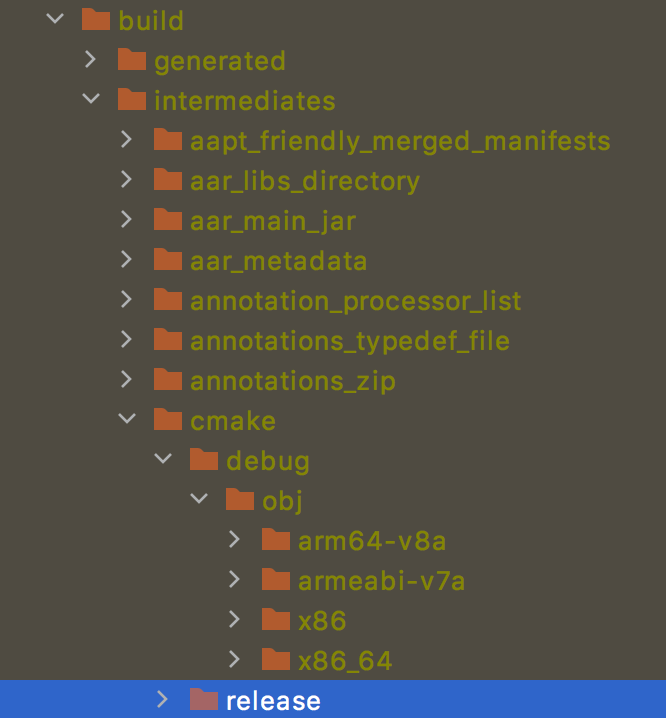 build
generated
intermediates
aapt_friendly_merged_manifests
aar_libs_directory
aar_main_jar
aar_metadata
annotation_processor_list
annotations_typedef_file
annotations_zip
cmake
debug
obj
arm64-v8a
armeabi-v7a
x86
x86_64
release